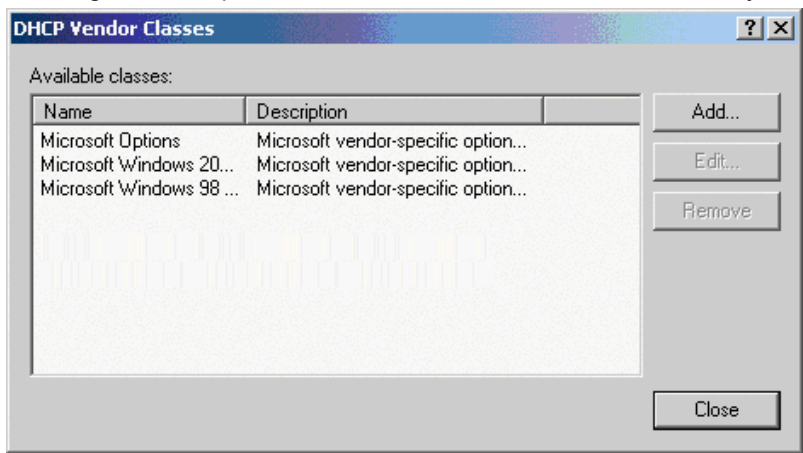 DHCP Vendor Classes
Available classes:
Name Description
Microsoft Options Microsoft vendor-specific option...
Microsoft Windows 20... Microsoft vendor-specific option...
Microsoft Windows 98 ... Microsoft vendor-specific option...
Add...
Edit...
Remove
Close